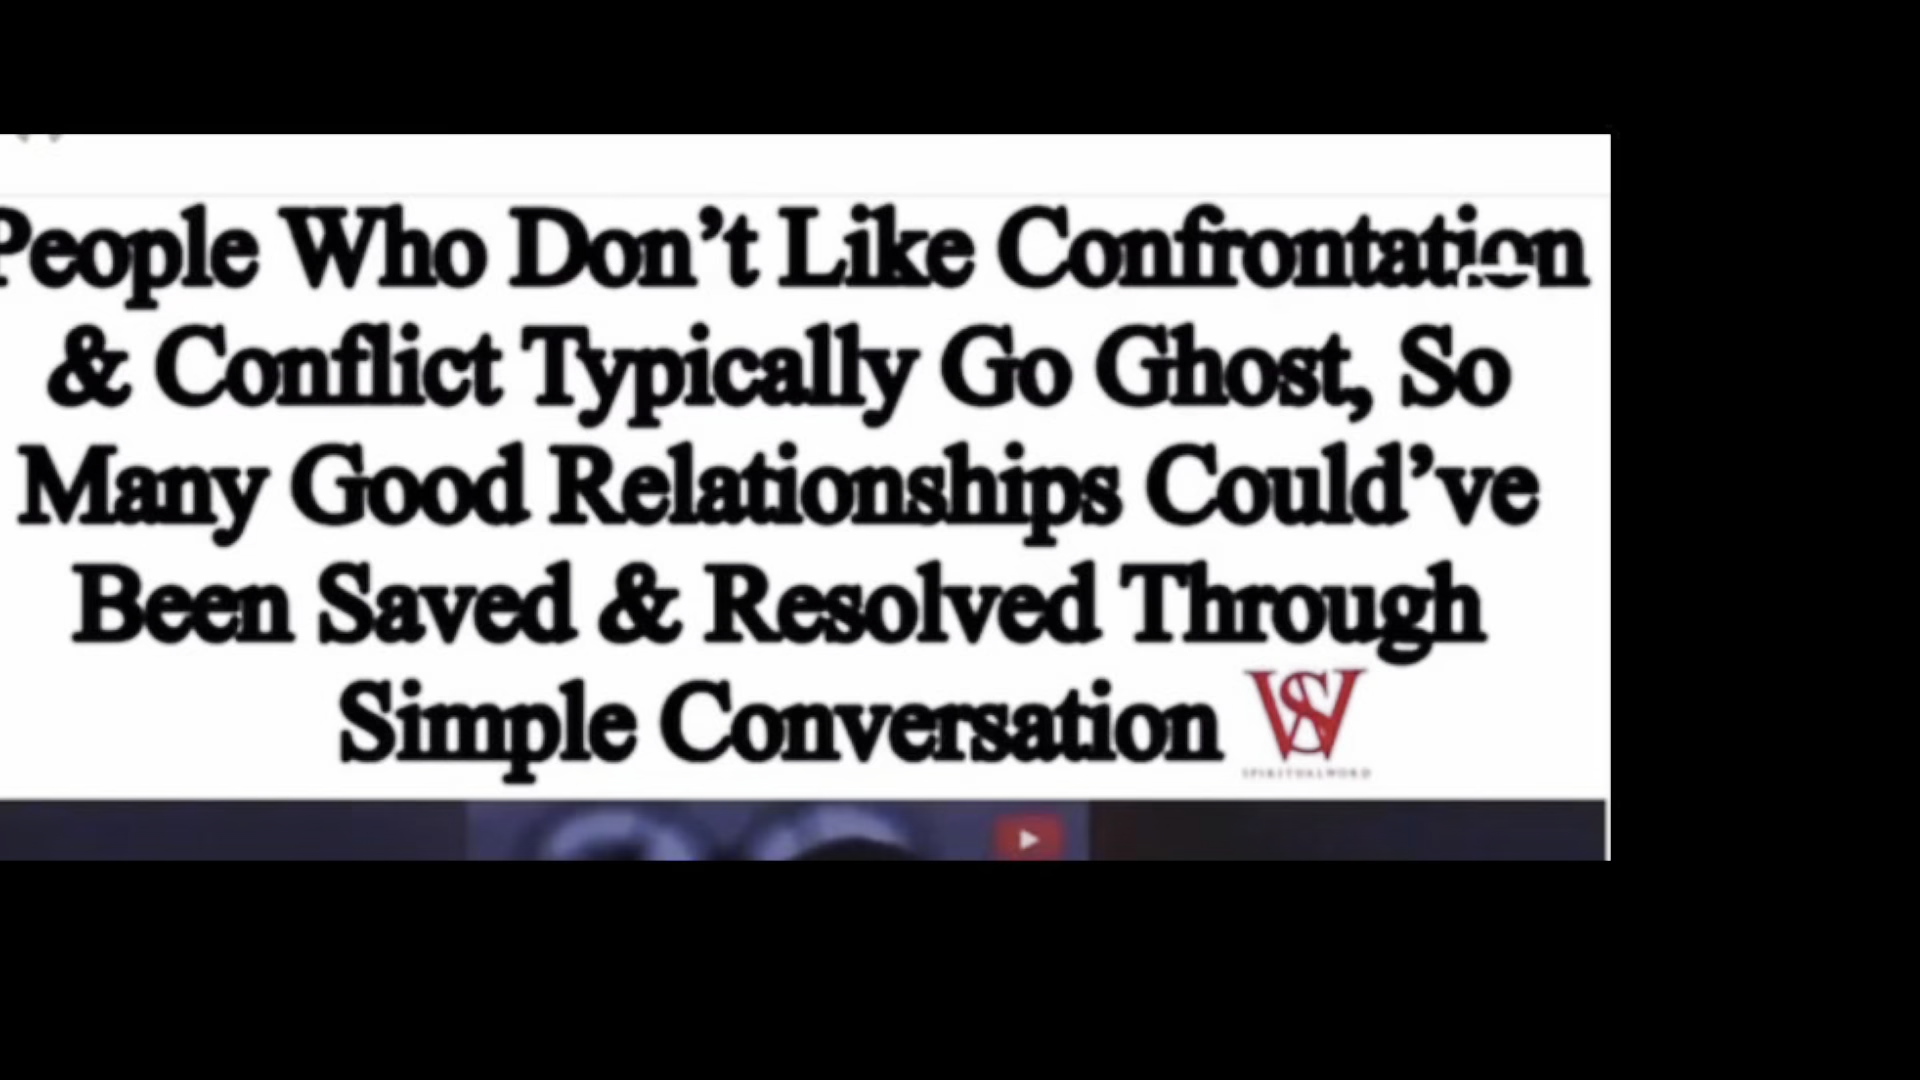 People Who Don’t Like Confrontation
& Conflict Typically Go Ghost, So
Many Good Relationships Could’ve
Been Saved & Resolved Through
Simple Conversation
SPIRITUALWORD